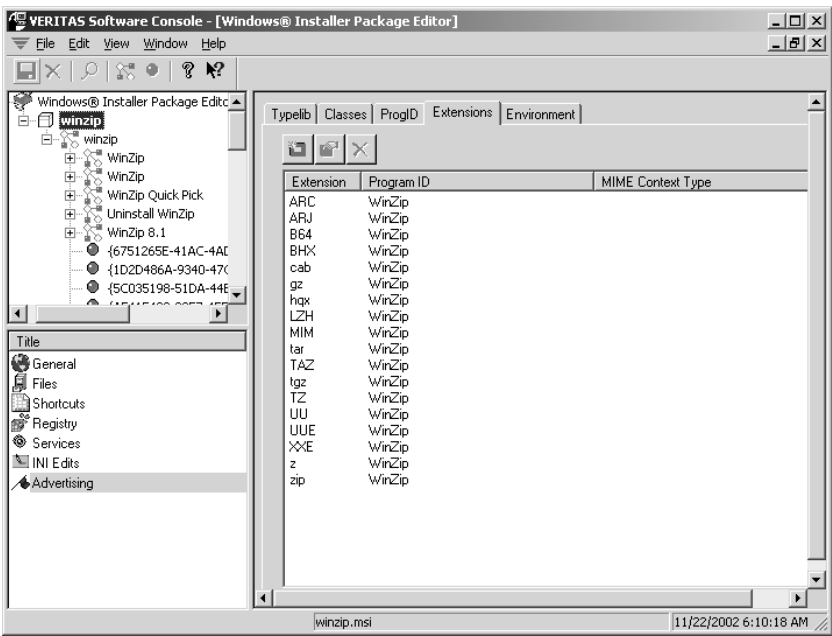 VERITAS Software Console - [Windows® Installer Package Editor]
File Edit View Window Help
Windows® Installer Package Editc
winzip
winzip
WinZip
WinZip
WinZip Quick Pick
Uninstall WinZip
WinZip 8.1
{6751265E-41AC-4AD
{1D2D486A-9340-47C
{5C035198-51DA-44E
Title
General
Files
Shortcuts
Registry
Services
INI Edits
Advertising
Typelib Classes ProgID Extensions Environment
Extension Program ID MIME Context Type
ARC WinZip
ARJ WinZip
B64 WinZip
BHX WinZip
cab WinZip
gz WinZip
hqx WinZip
LZH WinZip
MIM WinZip
tar WinZip
TAZ WinZip
tgz WinZip
TZ WinZip
UU WinZip
UUE WinZip
XXE WinZip
z WinZip
zip WinZip
winzip.msi 11/22/2002 6:10:18 AM